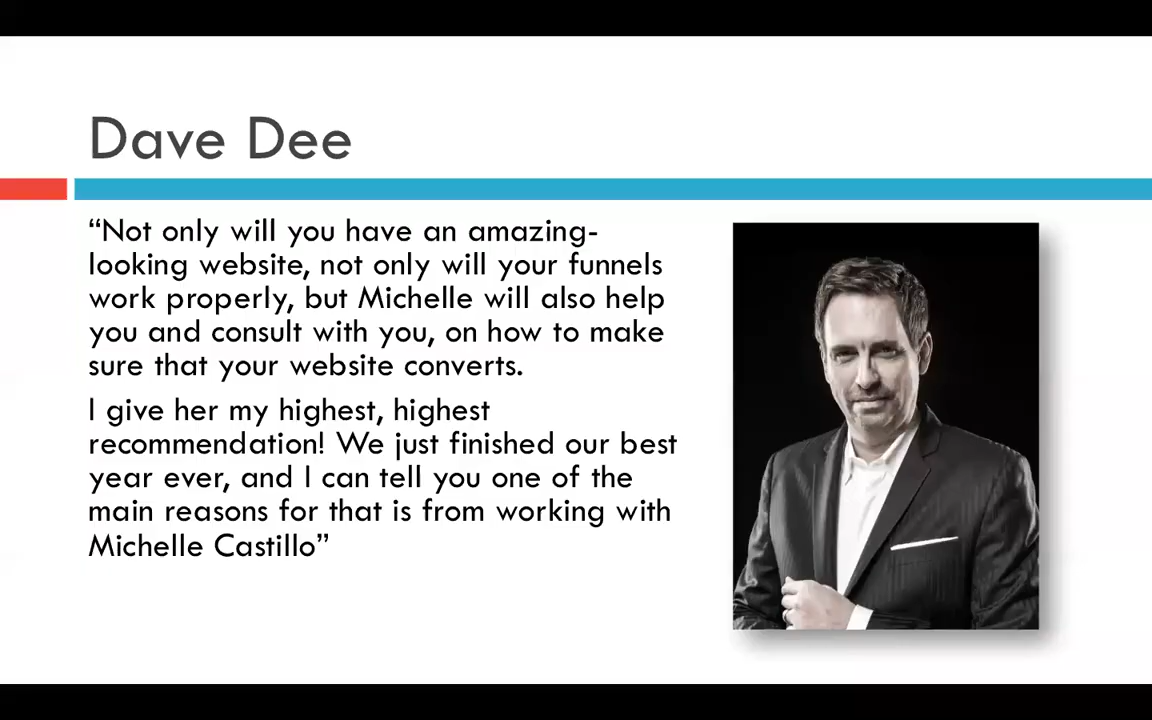 Dave Dee
“Not only will you have an amazing-
looking website, not only will your funnels
work properly, but Michelle will also help
you and consult with you, on how to make
sure that your website converts.
I give her my highest, highest
recommendation! We just finished our best
year ever, and I can tell you one of the
main reasons for that is from working with
Michelle Castillo”